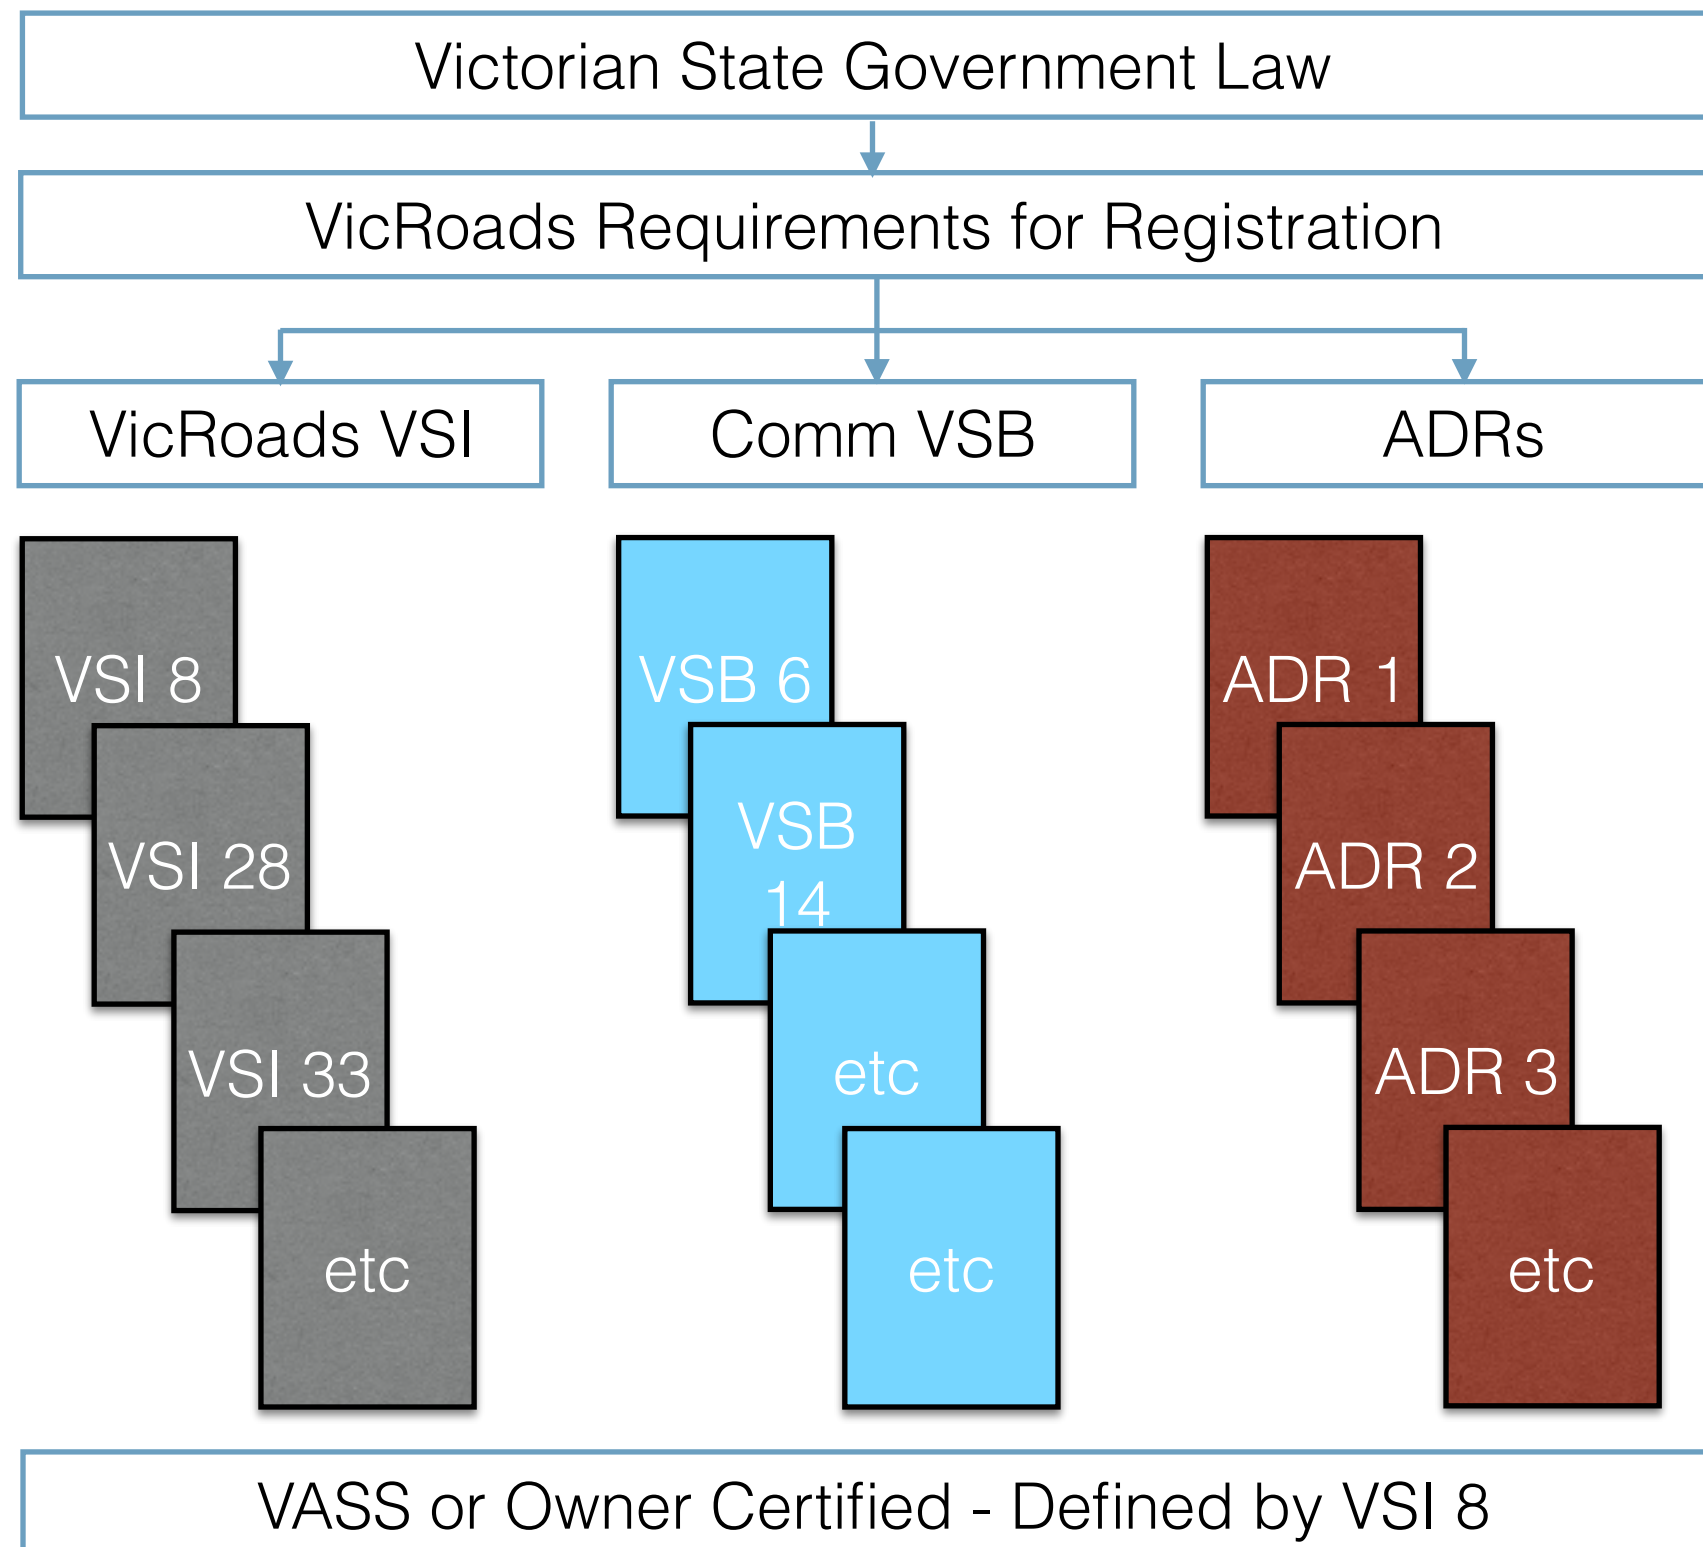 Victorian State Government Law
VicRoads Requirements for Registration
VicRoads VSI
Comm VSB
ADRs
VSI 8
VSI 28
VSI 33
etc
VSB 6
VSB
14
etc
etc
ADR 1
ADR 2
ADR 3
etc
VASS or Owner Certified - Defined by VSI 8